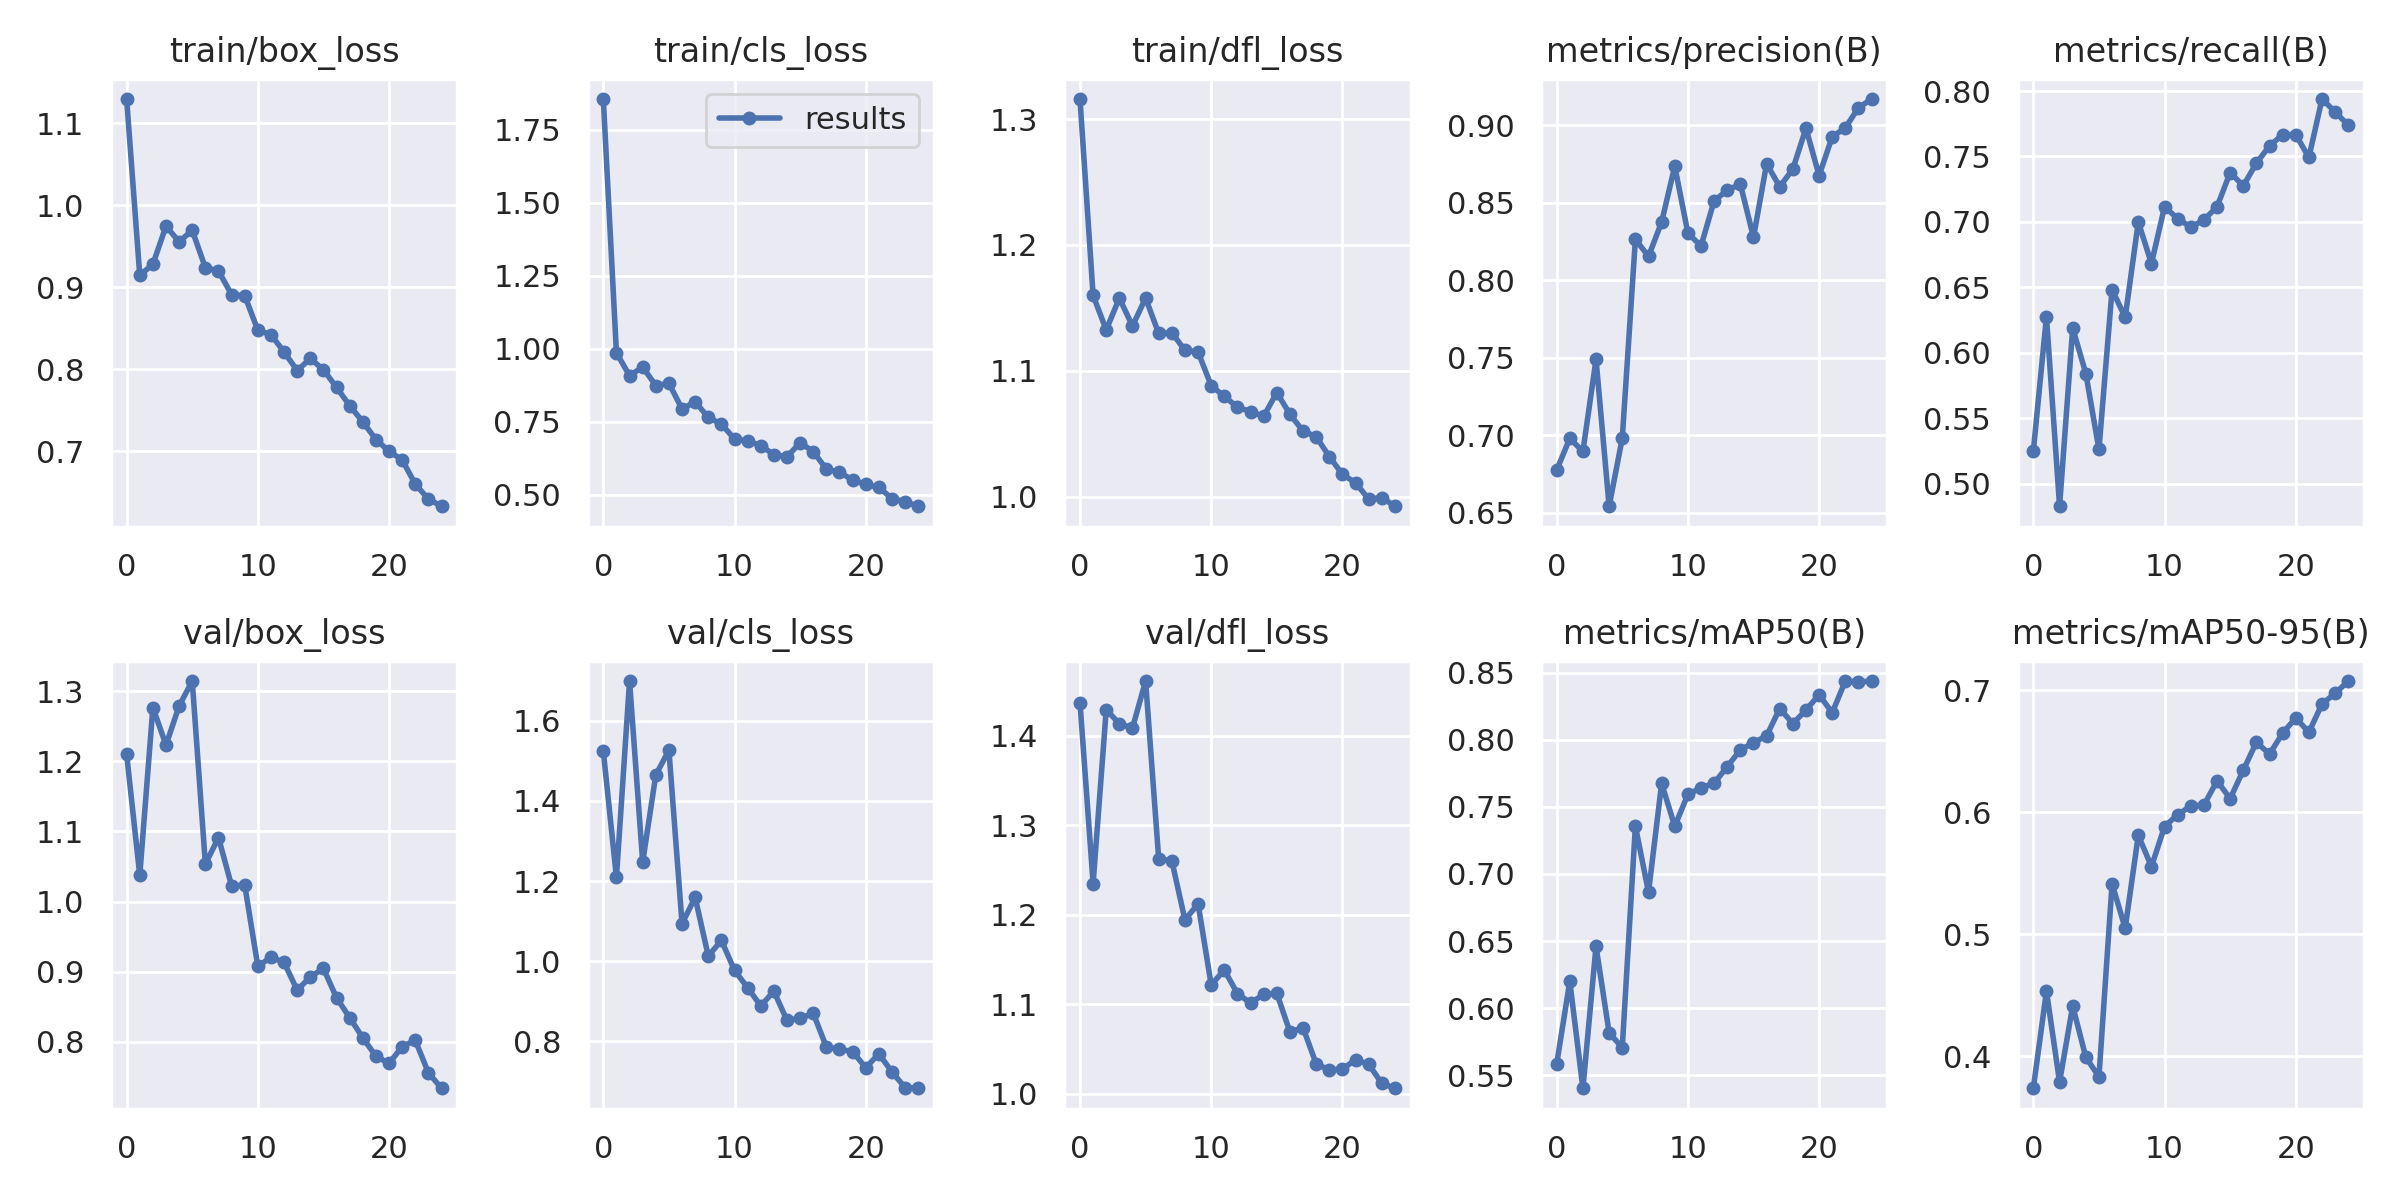 train/box_loss
1.1
1.0
0.9
0.8
0.7
0 10 20
train/cls_loss
results
1.75
1.50
1.25
1.00
0.75
0.50
0 10 20
train/dfl_loss
1.3
1.2
1.1
1.0
0 10 20
metrics/precision(B)
0.90
0.85
0.80
0.75
0.70
0.65
0 10 20
metrics/recall(B)
0.80
0.75
0.70
0.65
0.60
0.55
0.50
0 10 20
val/box_loss
1.3
1.2
1.1
1.0
0.9
0.8
0 10 20
val/cls_loss
1.6
1.4
1.2
1.0
0.8
0 10 20
val/dfl_loss
1.4
1.3
1.2
1.1
1.0
0 10 20
metrics/mAP50(B)
0.85
0.80
0.75
0.70
0.65
0.60
0.55
0 10 20
metrics/mAP50-95(B)
0.7
0.6
0.5
0.4
0 10 20